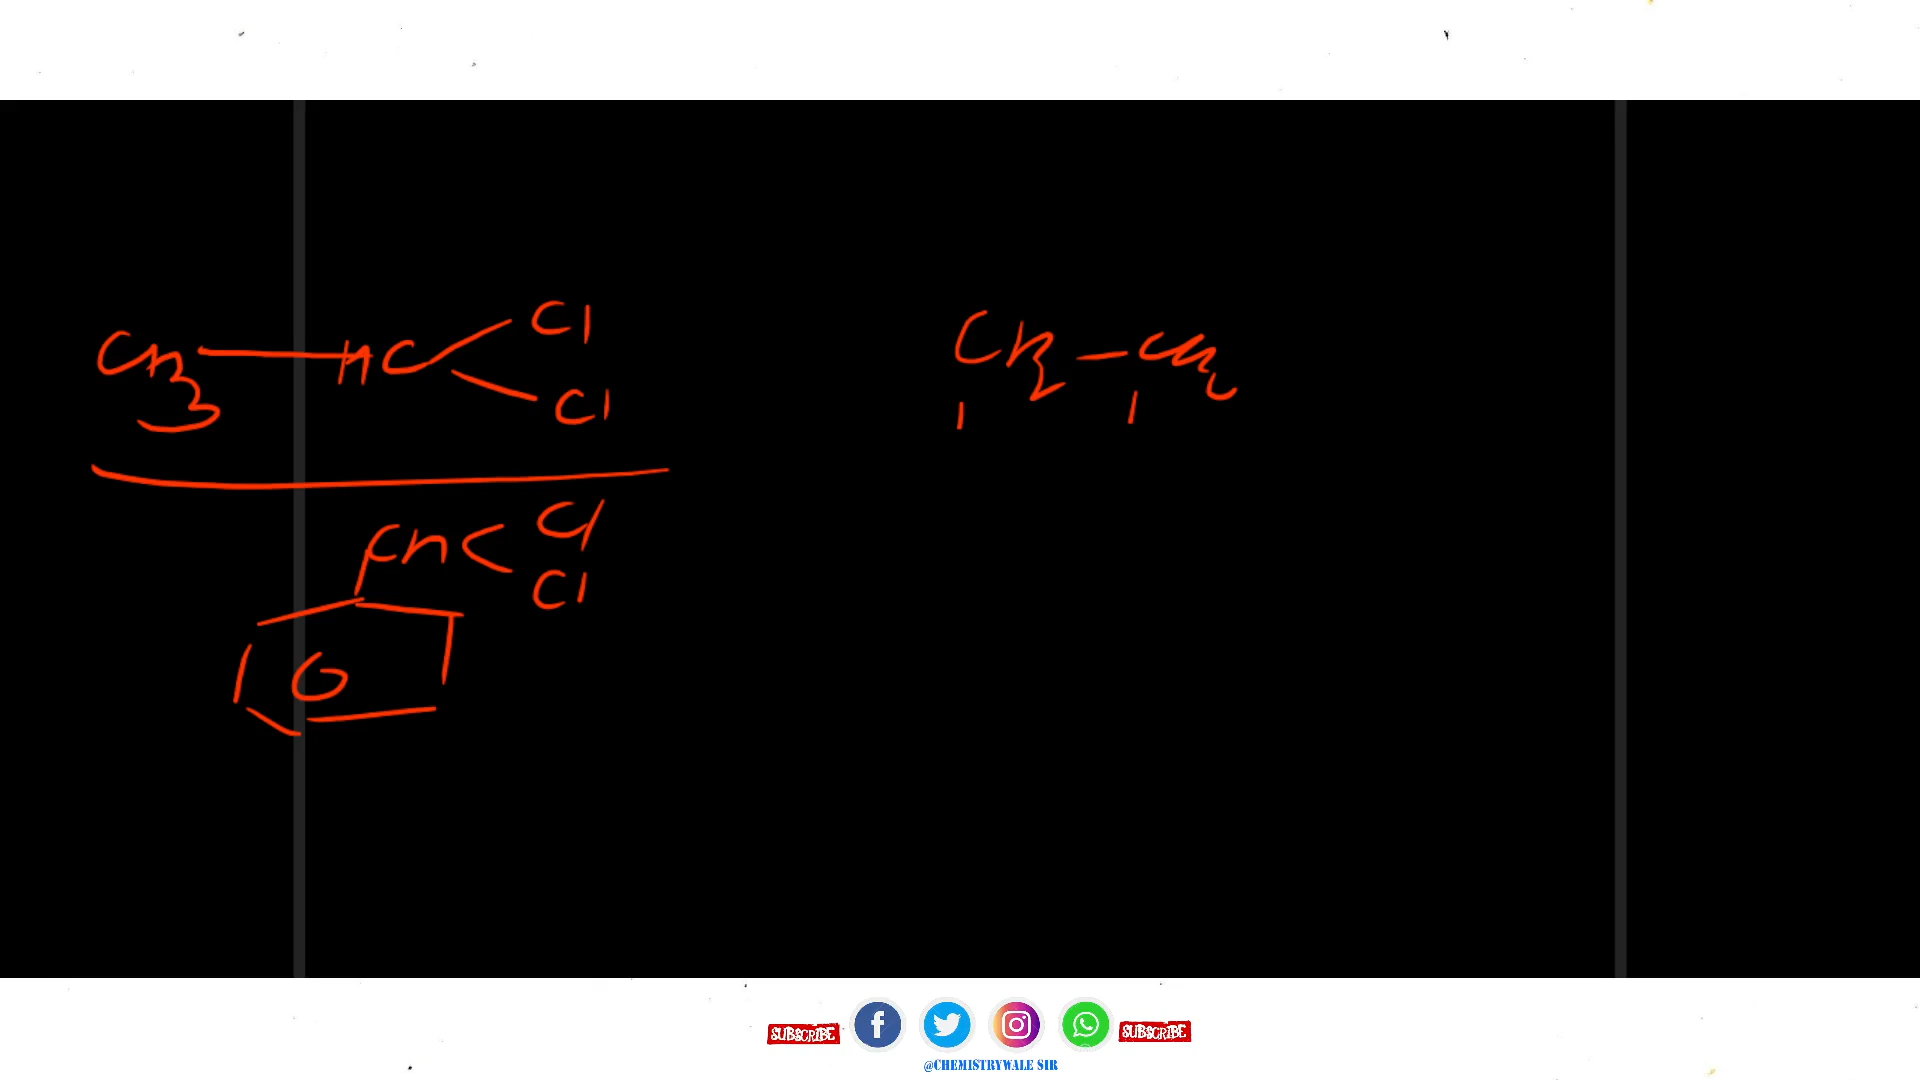 CH3 — HC < Cl
Cl
CH2 — CH2
CH < Cl
Cl
SUBSCRIBE
SUBSCRIBE
@CHEMISTRYWALE SIR